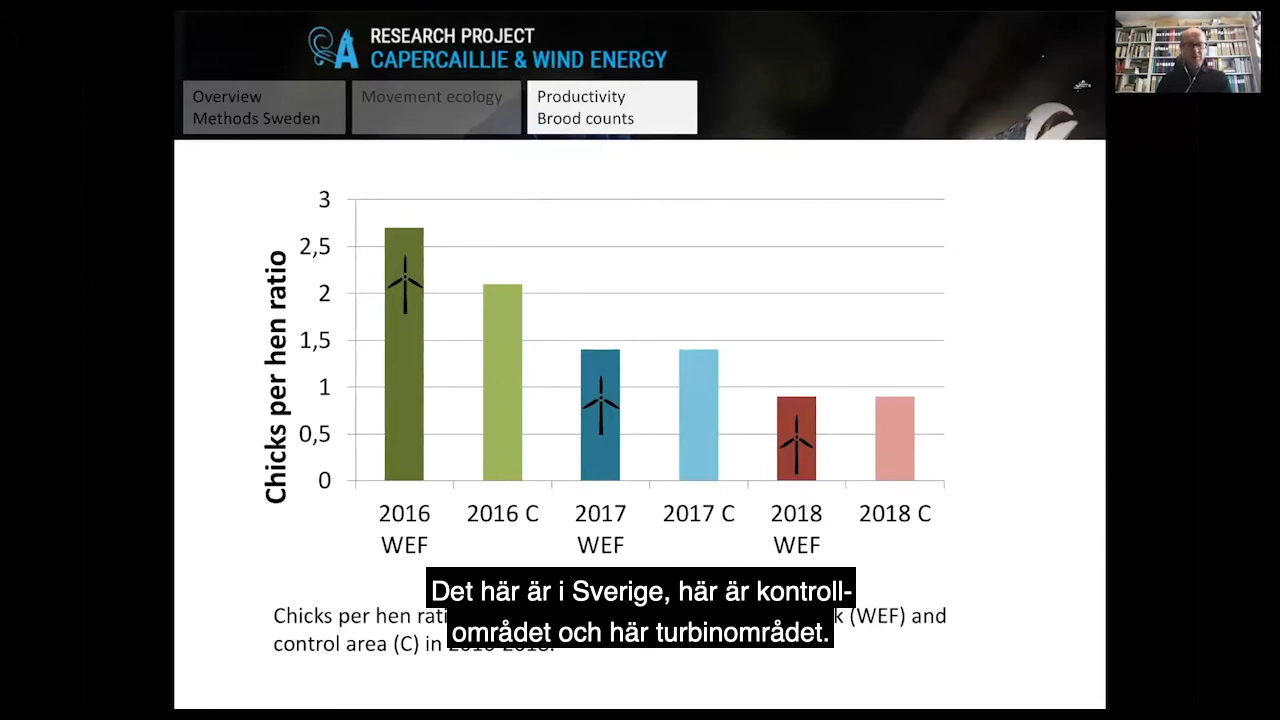 RESEARCH PROJECT
CAPERCAILLIE & WIND ENERGY
Overview
Methods Sweden
Movement ecology
Productivity
Brood counts
Chicks per hen ratio
3
2,5
2
1,5
1
0,5
0
2016 WEF
2016 C
2017 WEF
2017 C
2018 WEF
2018 C
Det här är i Sverige, här är kontroll-
området och här turbinområdet.
Chicks per hen (WEF) and
control area (C) in